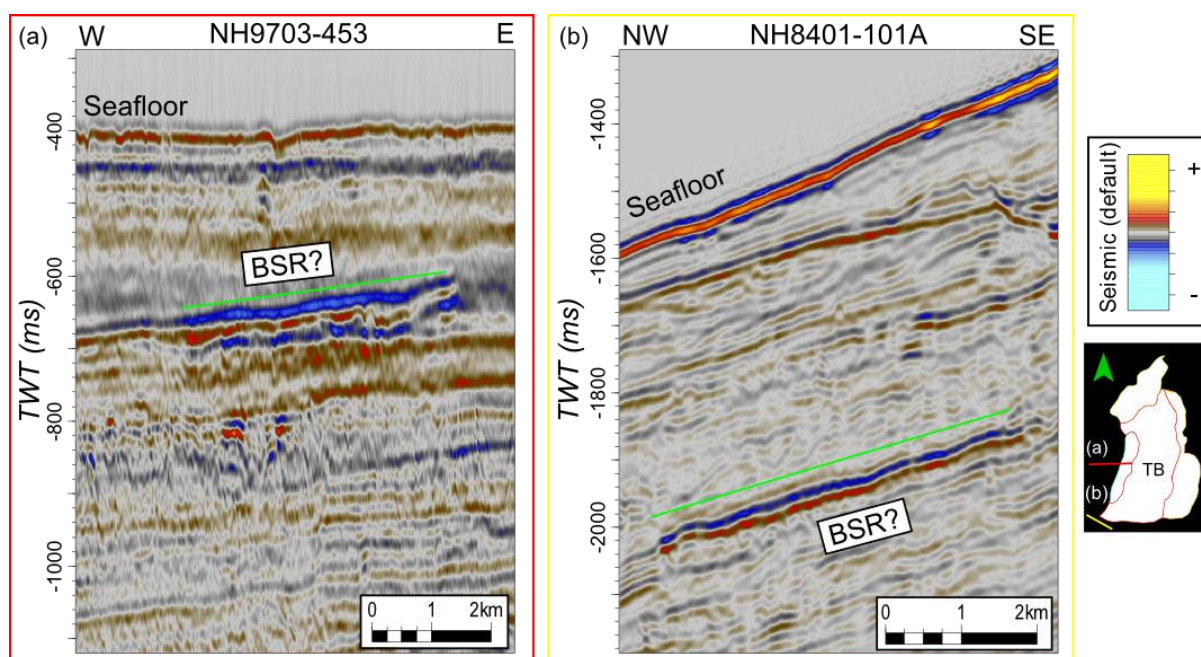 (a) W NH9703-453 E
Seafloor
BSR?
TWT (ms)
-400
-500
-600
-800
-1000
0 1 2km
(b) NW NH8401-101A SE
Seafloor
BSR?
TWT (ms)
-1400
-1600
-1800
-2000
0 1 2km
Seismic (default)
+
-
(a)
TB
(b)